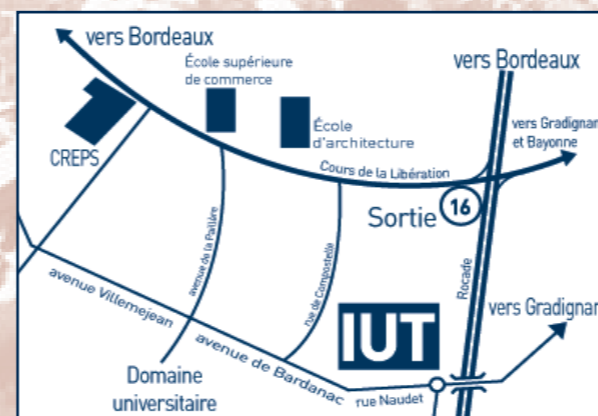 vers Bordeaux
École supérieure
de commerce
vers Bordeaux
École
d'architecture
vers Gradignan
et Bayonne
CREPS
Cours de la Libération
Sortie 16
avenue de la Paillère
rue de Compostelle
Rocade
avenue Villemejean
IUT
vers Gradignan
avenue de Bardanac
rue Naudet
Domaine
universitaire